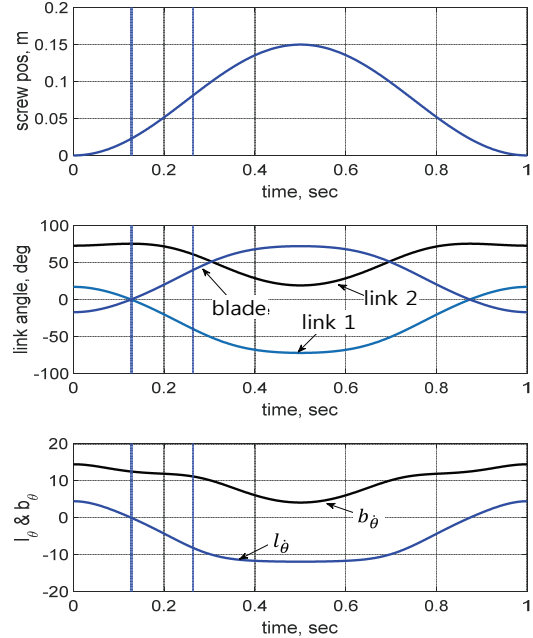 0.2
0.15
0.1
0.05
0
screw pos, m
0 0.2 0.4 0.6 0.8 1
time, sec
100
50
0
-50
-100
link angle, deg
blade
link 1
link 2
0 0.2 0.4 0.6 0.8 1
time, sec
20
10
0
-10
-20
l_θ & b_θ
l_θ̇
b_θ̇
0 0.2 0.4 0.6 0.8 1
time, sec